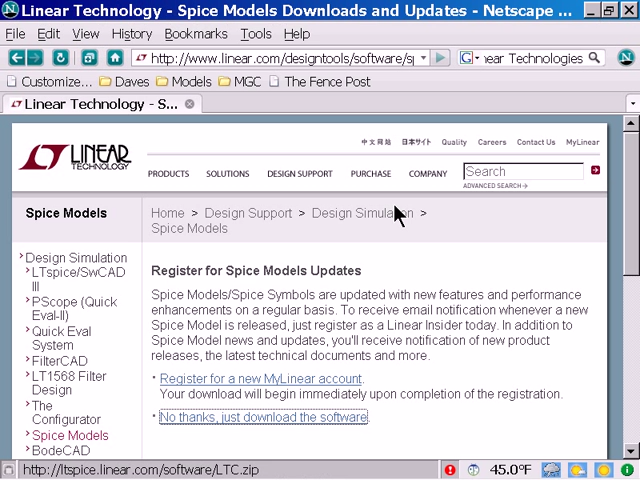 Linear Technology - Spice Models Downloads and Updates - Netscape ...
File Edit View History Bookmarks Tools Help
http://www.linear.com/designtools/software/sp
G near Technologies
Customize... Daves Models MGC The Fence Post
Linear Technology - S...
LINEAR
TECHNOLOGY
中文网站 日本サイト Quality Careers Contact Us MyLinear
PRODUCTS SOLUTIONS DESIGN SUPPORT PURCHASE COMPANY
Search
ADVANCED SEARCH
Spice Models
Home > Design Support > Design Simulation >
Spice Models
Design Simulation
LTspice/SwCAD
III
PScope (Quick
Eval-II)
Quick Eval
System
FilterCAD
LT1568 Filter
Design
The
Configurator
Spice Models
BodeCAD
Register for Spice Models Updates
Spice Models/Spice Symbols are updated with new features and performance
enhancements on a regular basis. To receive email notification whenever a new
Spice Model is released, just register as a Linear Insider today. In addition to
Spice Model news and updates, you'll receive notification of new product
releases, the latest technical documents and more.
• Register for a new MyLinear account.
Your download will begin immediately upon completion of the registration.
• No thanks, just download the software.
http://ltspice.linear.com/software/LTC.zip
45.0°F